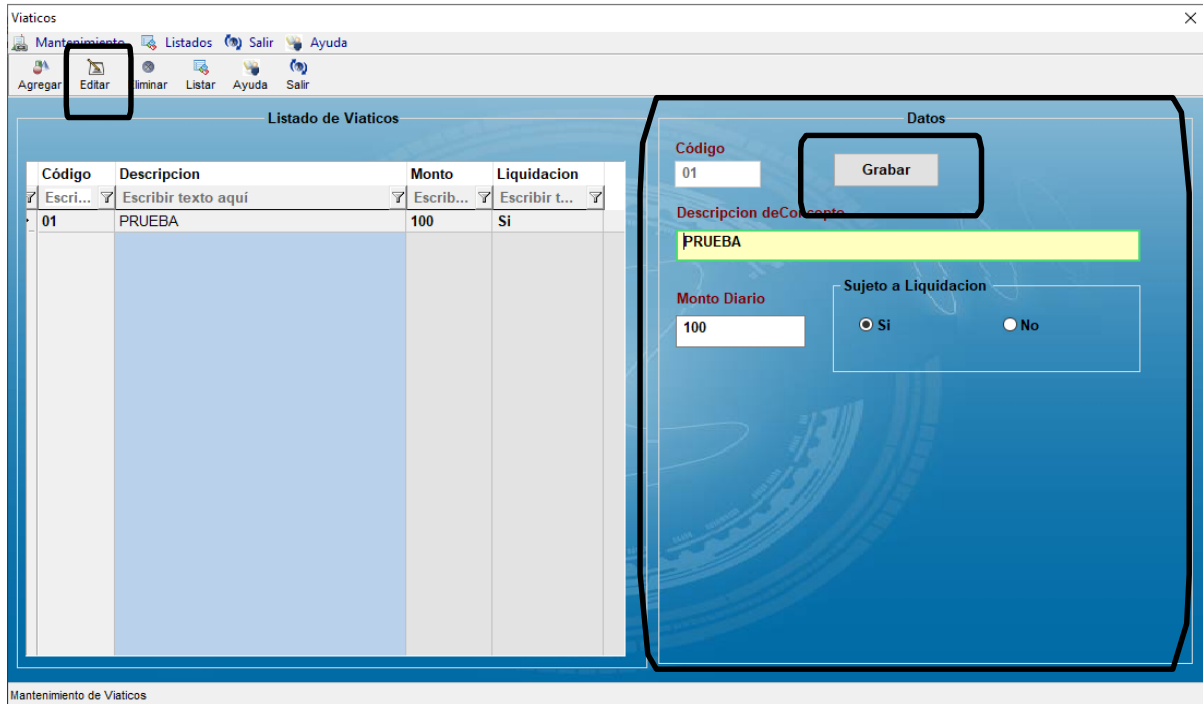 Viaticos
Mantenimiento Listados Salir Ayuda
Agregar Editar Eliminar Listar Ayuda Salir
Listado de Viaticos
Código Descripcion Monto Liquidacion
Escri... Escribir texto aquí Escrib... Escribir t...
01 PRUEBA 100 Si
Datos
Código
01 Grabar
Descripcion deConcepto
PRUEBA
Monto Diario Sujeto a Liquidacion
100 Si No
Mantenimiento de Viaticos